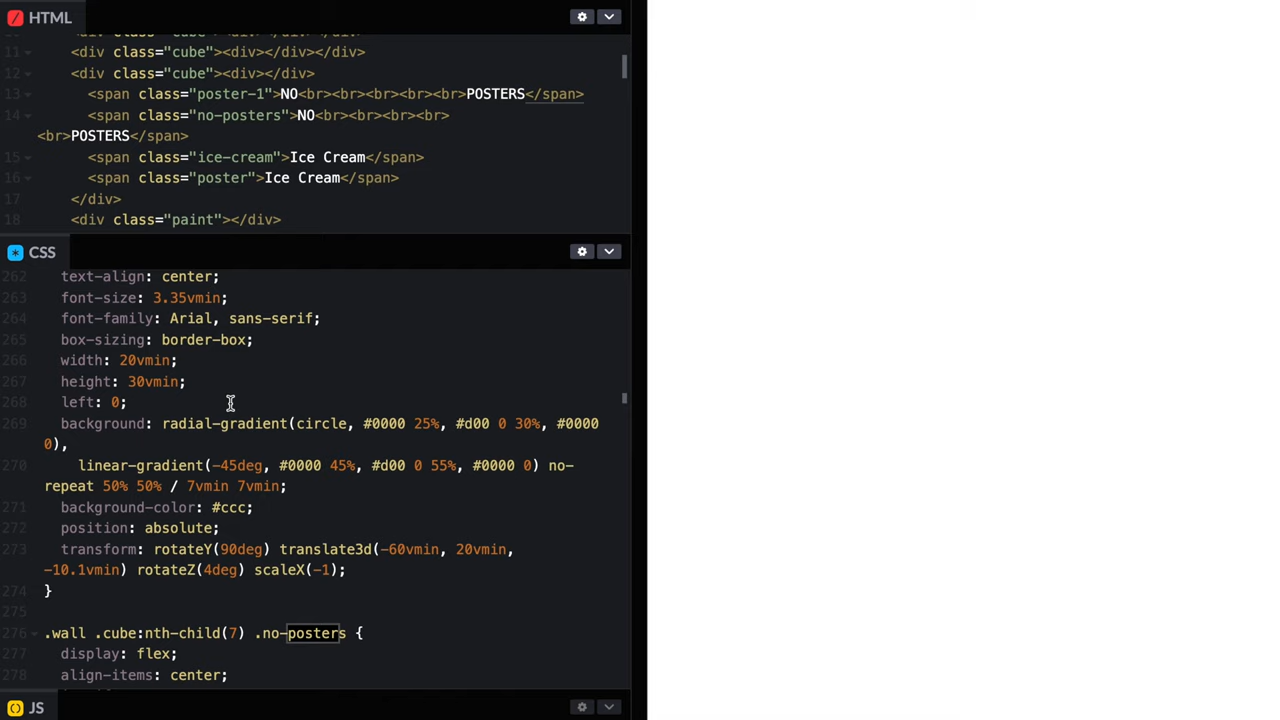 HTML
11 <div class="cube"><div></div></div>
12 <div class="cube"><div></div>
13 <span class="poster-1">NO<br><br><br><br><br>POSTERS</span>
14 <span class="no-posters">NO<br><br><br><br>
<br>POSTERS</span>
15 <span class="ice-cream">Ice Cream</span>
16 <span class="poster">Ice Cream</span>
17 </div>
18 <div class="paint"></div>
CSS
262 text-align: center;
263 font-size: 3.35vmin;
264 font-family: Arial, sans-serif;
265 box-sizing: border-box;
266 width: 20vmin;
267 height: 30vmin;
268 left: 0;
269 background: radial-gradient(circle, #0000 25%, #d00 0 30%, #0000
0),
270 linear-gradient(-45deg, #0000 45%, #d00 0 55%, #0000 0) no-
repeat 50% 50% / 7vmin 7vmin;
271 background-color: #ccc;
272 position: absolute;
273 transform: rotateY(90deg) translate3d(-60vmin, 20vmin,
-10.1vmin) rotateZ(4deg) scaleX(-1);
274 }
275
276 .wall .cube:nth-child(7) .no-posters {
277 display: flex;
278 align-items: center;
JS